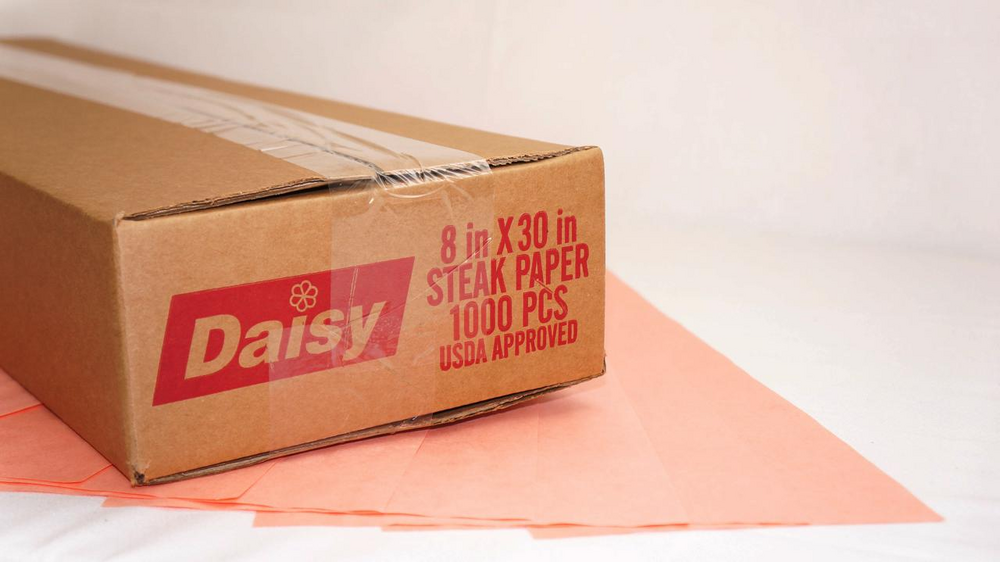 Daisy
8 in X 30 in
STEAK PAPER
1000 PCS
USDA APPROVED